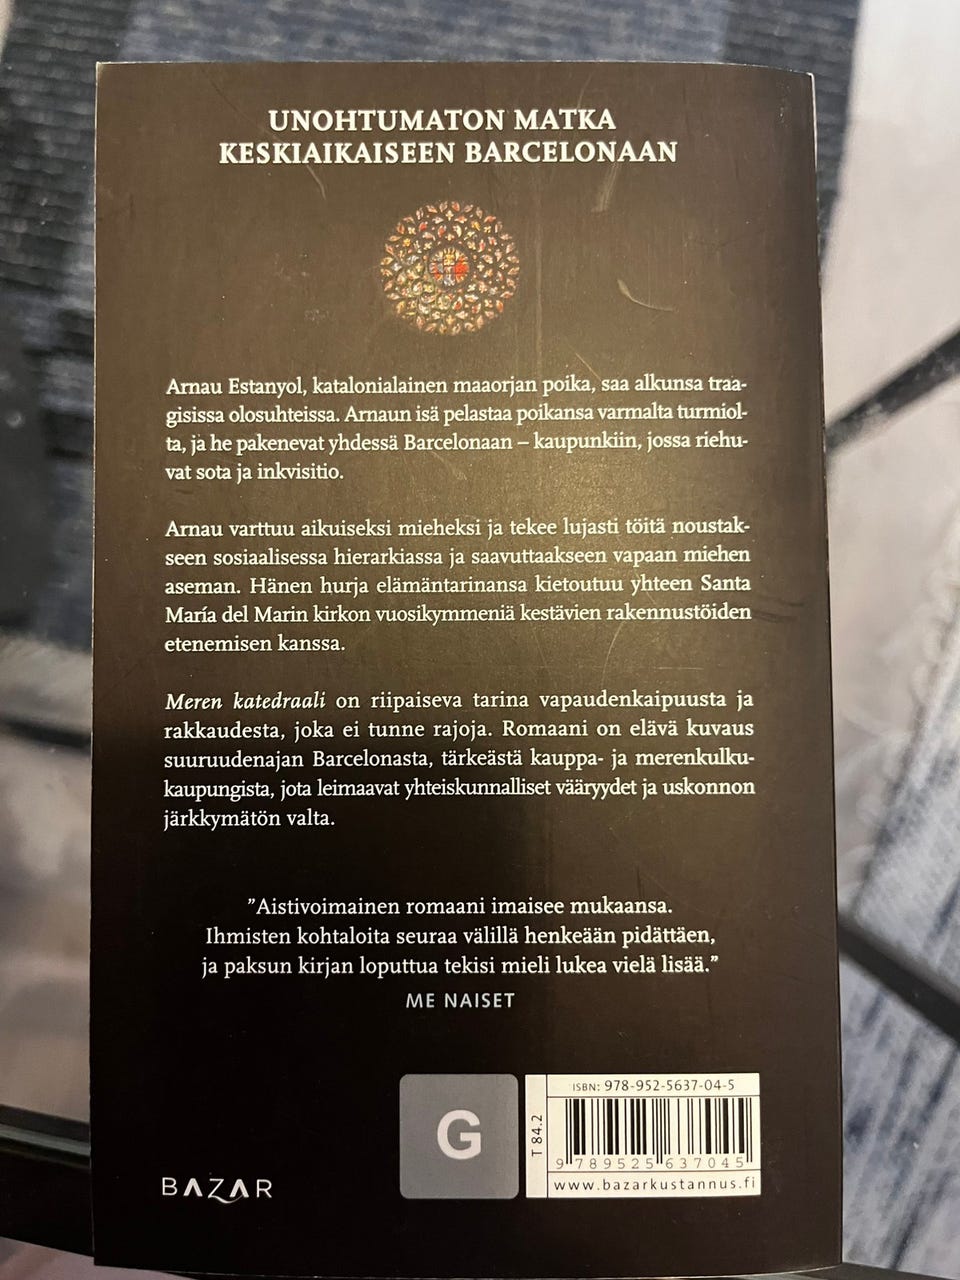 UNOHTUMATON MATKA
KESKIAIKAISEEN BARCELONAAN
Arnau Estanyol, katalonialainen maaorjan poika, saa alkunsa traa-
gisissa olosuhteissa. Arnaun isä pelastaa poikansa varmalta turmiol-
ta, ja he pakenevat yhdessä Barcelonaan – kaupunkiin, jossa riehu-
vat sota ja inkvisitio.
Arnau varttuu aikuiseksi mieheksi ja tekee lujasti töitä noustak-
seen sosiaalisessa hierarkiassa ja saavuttaakseen vapaan miehen
aseman. Hänen hurja elämäntarinansa kietoutuu yhteen Santa
María del Marin kirkon vuosikymmeniä kestävien rakennustöiden
etenemisen kanssa.
Meren katedraali on riipaiseva tarina vapaudenkaipuusta ja
rakkaudesta, joka ei tunne rajoja. Romaani on elävä kuvaus
suuruudenajan Barcelonasta, tärkeästä kauppa- ja merenkulku-
kaupungista, jota leimaavat yhteiskunnalliset vääryydet ja uskonnon
järkkymätön valta.
”Aistivoimainen romaani imaisee mukaansa.
Ihmisten kohtaloita seuraa välillä henkeään pidättäen,
ja paksun kirjan loputtua tekisi mieli lukea vielä lisää.”
ME NAISET
BAZAR
G
T 84.2
ISBN: 978-952-5637-04-5
9 789525 637045
www.bazarkustannus.fi